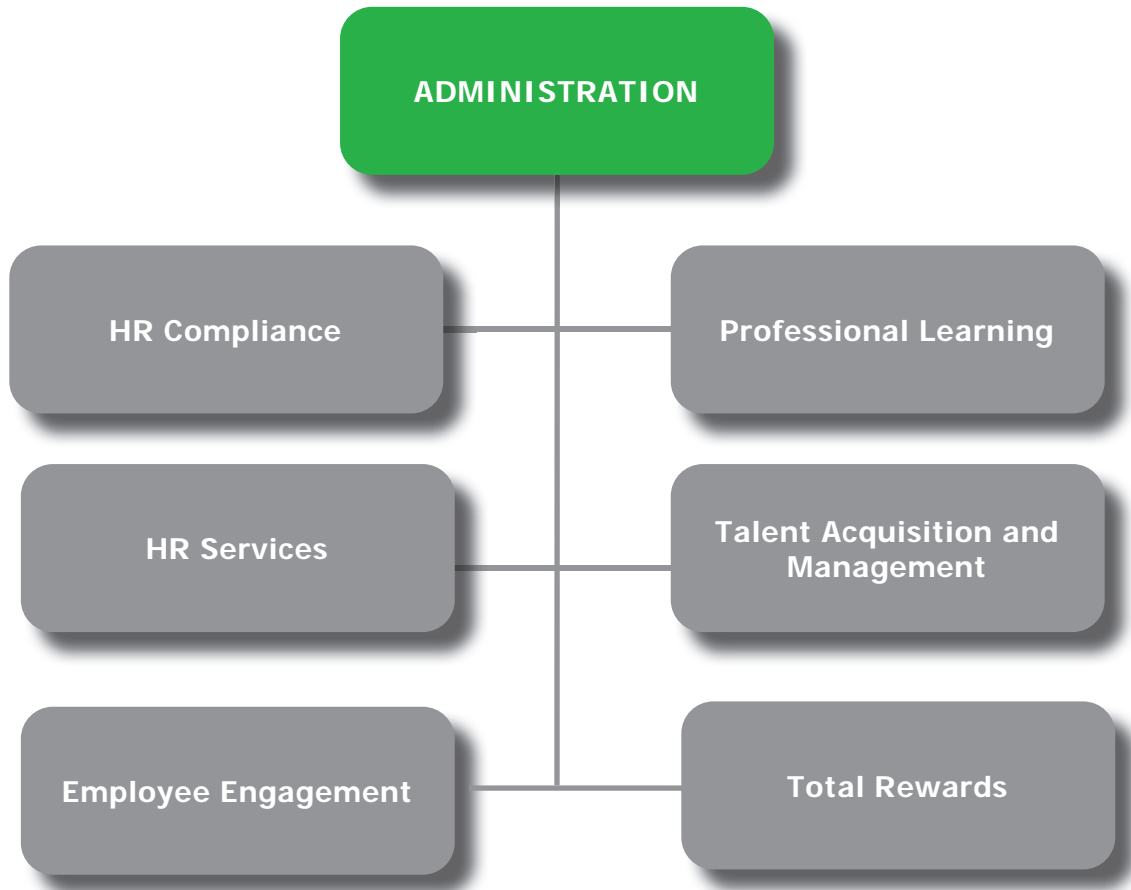 ADMINISTRATION
HR Compliance
Professional Learning
HR Services
Talent Acquisition and
Management
Employee Engagement
Total Rewards